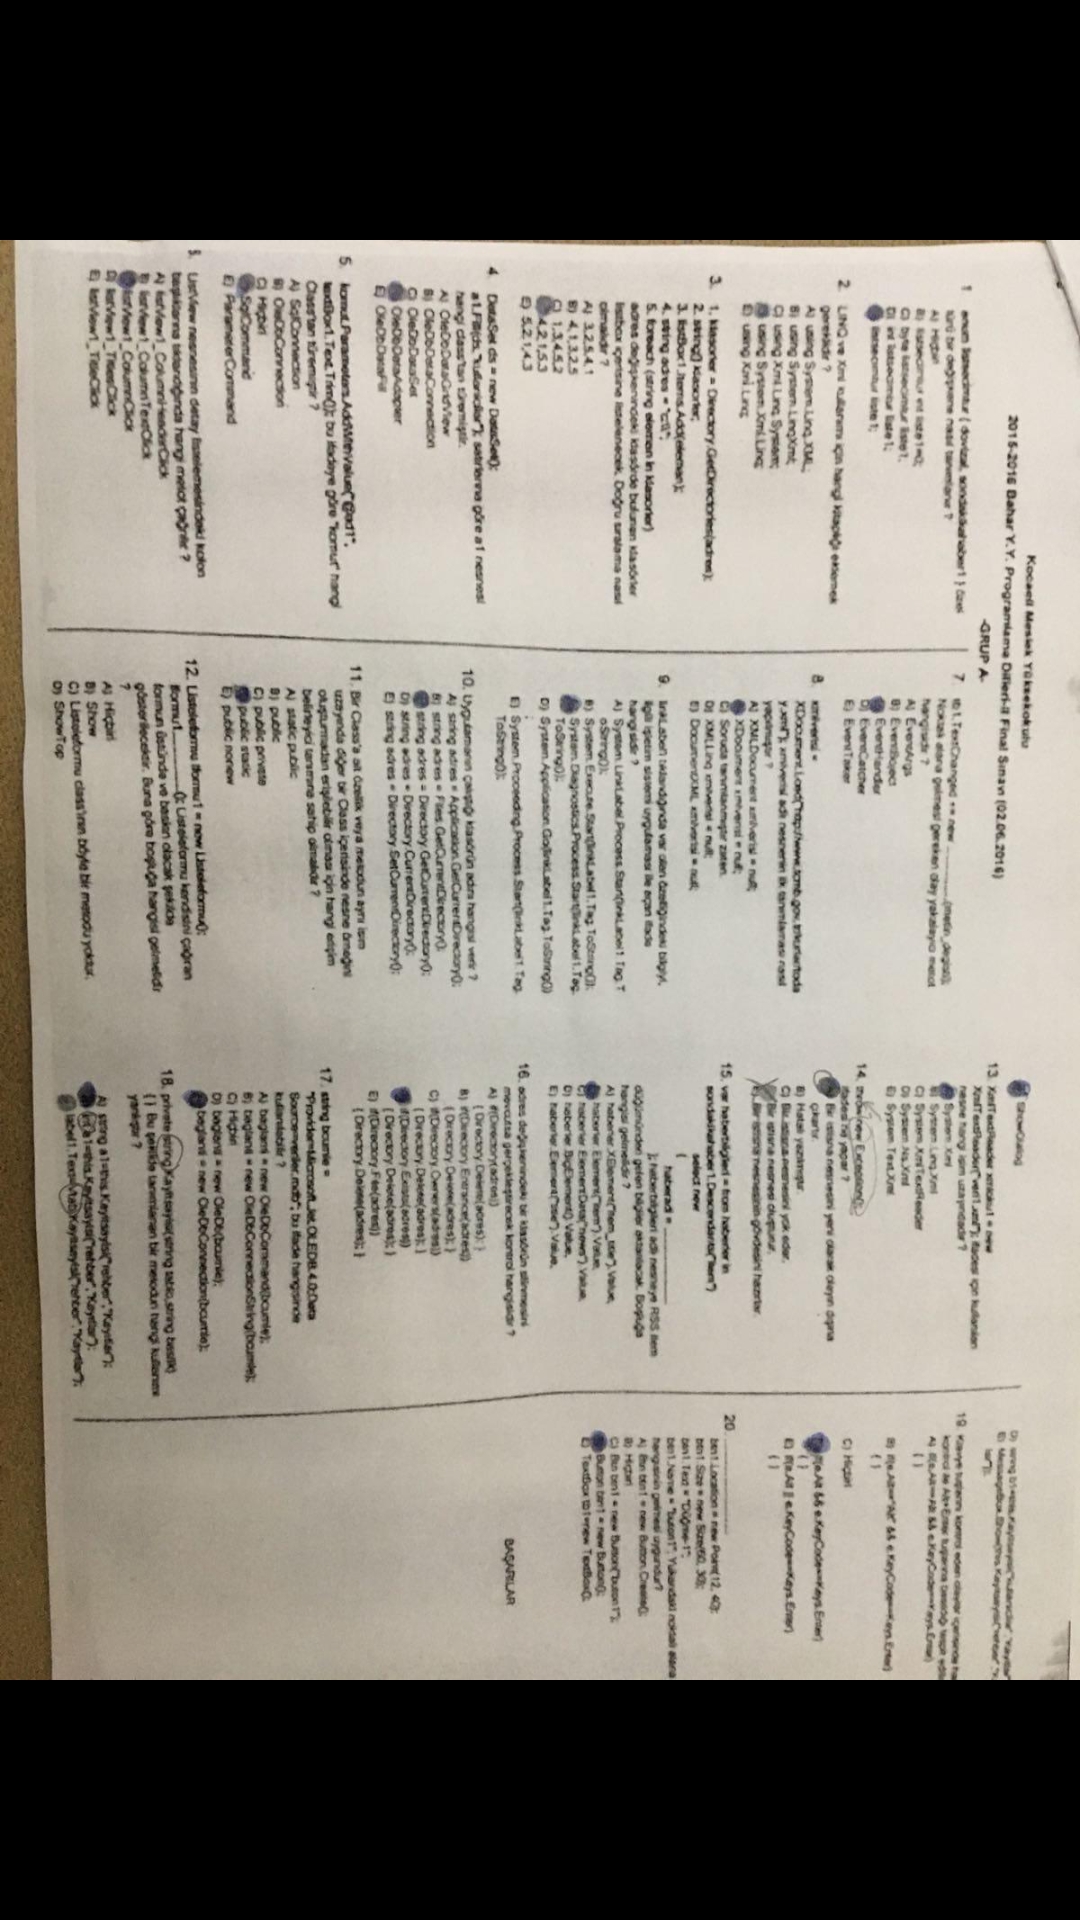 Kocaeli Meslek Yüksekokulu
2015-2016 Bahar Y.Y. Programlama Dilleri-II Final Sınavı (02.06.2016)
-GRUP A-
1 enum listsecimtur { dovizal, sondakikahaber1 } özel
türü bir değişkene nasıl tanımlanır ?
A) Hiçbiri
B) listsecimtur int liste1=0;
C) byte listsecimtur liste1,
D) int listsecimtur liste1;
listsecimtur liste1;
2. LINQ ve Xml kullanımı için hangi kitaplığı eklemek
gereklidir ?
A) using System.Linq.XML;
B) using System.LinqXml;
C) using Xml.Linq.System;
using System.Xml.Linq;
E) using Xml.Linq;
3. 1. klasorler = Directory.GetDirectories(adres);
2. string[] klasorler;
3. listBox1.Items.Add(eleman);
4. string adres = "c:\\";
5. foreach (string eleman in klasorler)
adres değişkenindeki klasörde bulunan klasörler
listbox içerisine listelenecek. Doğru sıralama nasıl
olmalıdır ?
A) 3,2,5,4,1
B) 4,1,3,2,5
C) 1,3,4,5,2
4,2,1,5,3
E) 5,2,1,4,3
4. DataSet ds = new DataSet();
a1.Fill(ds,"kullanicilar"); satırlarına göre a1 nesnesi
hangi class'tan türemiştir.
A) OleDbDataGridView
B) OleDbDataConnection
C) OleDbDataSet
OleDbDataAdapter
E) OleDbDataFill
5. komut.Parameters.AddWithValue("@ad1",
textBox1.Text.Trim()); bu ifadeye göre "komut" hangi
Class'tan türemiştir ?
A) SqlConnection
B) OleDbConnection
C) Hiçbiri
SqlCommand
E) ParameterCommand
ListView nesnesinin detay listelemesindeki kolon
başlıklarına tıklandığında hangi metot çağrılır ?
A) listView1_ColumnHeaderClick
B) listView1_ColumnTextClick
listView1_ColumnClick
D) listView1_TitlesClick
E) listView1_TitleClick
7. tb1.TextChanged += new __________(metin_degisti);
Noktalı alana gelmesi gereken olay yakalayıcı metot
hangisidir ?
A) EventArgs
B) EventBoject
EventHandler
D) EventCatcher
E) EventTaker
8. xmlverisi =
XDocument.Load("http://www.tcmb.gov.tr/kurlar/toda
y.xml"); xmlverisi adlı nesnenin ilk tanımlaması nasıl
yapılmıştır ?
A) XMLDocument xmlverisi = null;
XDocument xmlverisi = null;
C) Soruda tanımlanmıştır zaten.
D) XMLLinq xmlverisi = null;
E) DocumentXML xmlverisi = null;
9. linkLabel1 tıklandığında var olan özelliğindeki bilgiyi,
ilgili işletim sistemi uygulaması ile açan ifade
hangisidir ?
A) System.LinkLabel.Process.Start(linkLabel1.Tag.T
oString());
B) System.Execute.Start(linkLabel1.Tag.ToString());
System.Diagnostics.Process.Start(linkLabel1.Tag.
ToString());
D) System.Application.Go(linkLabel1.Tag.ToString())
;
E) System.Proceeding.Process.Start(linkLabel1.Tag.
ToString());
10. Uygulamanın çalıştığı klasörün adını hangisi verir ?
A) string adres = Application.GetCurrentDirectory();
B) string adres = Files.GetCurrentDirectory();
string adres = Directory.GetCurrentDirectory();
D) string adres = Directory.CurrentDirectory();
E) string adres = Directory.SetCurrentDirectory();
11. Bir Class'a ait özellik veya metodun aynı isim
uzayında diğer bir Class içerisinde nesne örneğini
oluşturmadan erişilebilir olması için hangi erişim
belirleyici tanımına sahip olmalıdır ?
A) static public
B) public
C) public private
public static
E) public nonew
12. Listeleformu lformu1 = new Listeleformu();
lformu1.__________(); Listeleformu kendisini çağıran
formun üstünde ve baskın olacak şekilde
gösterilecektir. Buna göre boşluğa hangisi gelmelidir
?
A) Hiçbiri
B) Show
C) Listeleformu class'ının böyle bir metodu yoktur.
D) ShowTop
ShowDialog
13. XmlTextReader xmloku1 = new
XmlTextReader("veri1.xml"); ifadesi için kullanılan
nesne hangi isim uzayındadır ?
System.Xml
B) System.Linq.Xml
C) System.XmlTextReader
D) System.Ns.Xml
E) System.Text.Xml
14. throw new Exception();
ifadesi ne yapar ?
Bir istisna nesnesini yeni olarak olayın dışına
çıkartır.
B) Hatalı yazılmıştır.
C) Bir istisna nesnesini yok eder.
Bir istisna nesnesi oluşturur.
E) Bir istisna nesnesinin gövdesini hazırlar.
15. var haberbilgileri = from haberler in
sondakikahaber1.Descendants("item")
select new
{
haberadi = __________
}; haberbilgileri adlı nesneye RSS item
düğümünden gelen bilgiler aktarılacak. Boşluğa
hangisi gelmelidir ?
A) haberler.XElement("item_title").Value,
haberler.Element("item").Value,
C) haberler.ElementData("news").Value,
D) haberler.BigElement().Value,
E) haberler.Element("title").Value,
16. adres değişkenindeki bir klasörün silinmesini
mevcutsa gerçekleştirecek kontrol hangisidir ?
A) if(Directory(adres))
{ Directory.Delete(adres); }
B) if(Directory.Entrance(adres))
{ Directory.Delete(adres); }
C) if(Directory.Owners(adres))
{ Directory.Delete(adres); }
if(Directory.Exists(adres))
{ Directory.Delete(adres); }
E) if(Directory.File(adres))
{ Directory.Delete(adres); }
17. string bcumle =
"Provider=Microsoft.Jet.OLEDB.4.0;Data
Source=veriler.mdb"; bu ifade hangisinde
kullanılabilir ?
A) baglanti = new OleDbCommand(bcumle);
B) baglanti = new OleDbConnectionString(bcumle);
C) Hiçbiri
D) baglanti = new OleDb(bcumle);
baglanti = new OleDbConnection(bcumle);
18. private string Kayitsayisi(string tablo,string baslik)
{ } Bu şekilde tanımlanan bir metodun hangi kullanımı
yanlıştır ?
A) string a1=this.Kayitsayisi("rehber","Kayıtlar");
int a1=this.Kayitsayisi("rehber","Kayıtlar");
label1.Text=vtab.Kayitsayisi("rehber","Kayıtlar");
D) string b1=this.Kayitsayisi("kullanicilar","Kayıtlar
E) MessageBox.Show(this.Kayitsayisi("rehber","K
lar"));
19. Klavye tuşlarını kontrol eden olaylar içerisinde
kontrol ile Alt+Enter tuşlarına basıldığı tespit
A) if(e.Alt==Alt && e.KeyCode==Keys.Enter)
{ }
B) if(e.Alt=="Alt" && e.KeyCode==Keys.Enter)
{ }
C) Hiçbiri
if(e.Alt && e.KeyCode==Keys.Enter)
{ }
E) if(e.Alt || e.KeyCode==Keys.Enter)
{ }
20. __________
btn1.Location = new Point(12, 40);
btn1.Size = new Size(60, 30);
btn1.Text = "Düğme-1";
btn1.Name = "buton1"; Yukarıdaki noktalı alana
hangisinin gelmesi uygundur?
A) Btn btn1 = new Button.Create();
B) Hiçbiri
C) Btn btn1 = new Button("buton1");
Button btn1 = new Button();
E) TextBox tb1=new TextBox();
BAŞARILAR